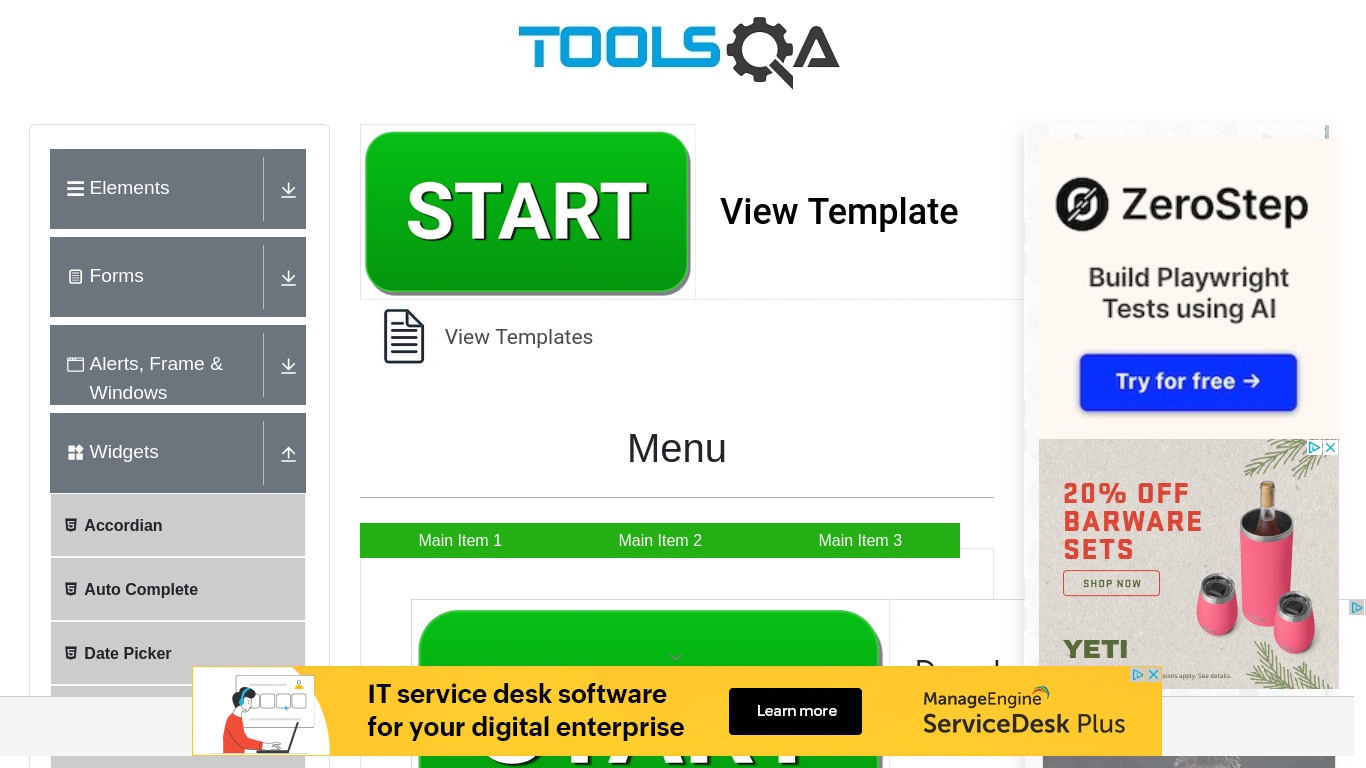 TOOLSQA
Elements
Forms
Alerts, Frame &
Windows
Widgets
Accordian
Auto Complete
Date Picker
START
View Template
View Templates
Menu
Main Item 1
Main Item 2
Main Item 3
ZeroStep
Build Playwright
Tests using AI
Try for free →
20% OFF
BARWARE
SETS
SHOP NOW
YETI
sions apply. See details.
IT service desk software
for your digital enterprise
Learn more
ManageEngine
ServiceDesk Plus